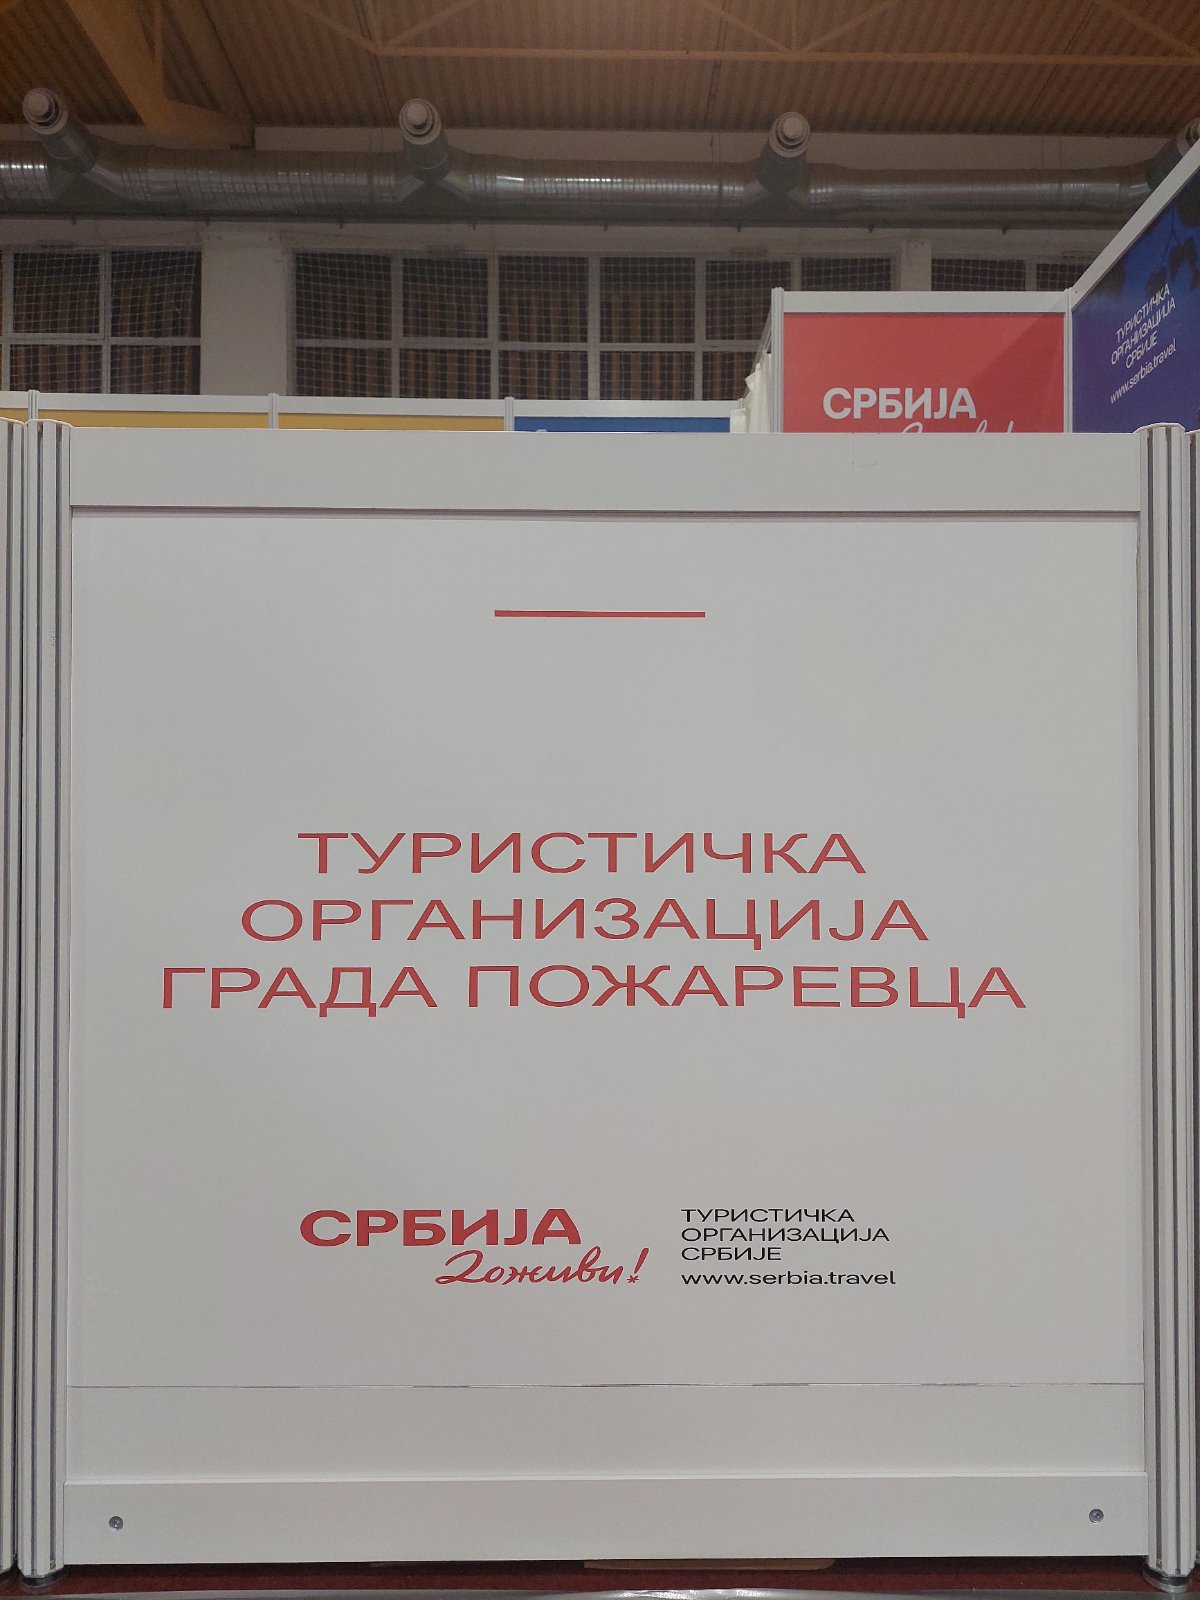 СРБИЈА
ТУРИСТИЧКА
ОРГАНИЗАЦИЈА
СРБИЈЕ
www.serbia.travel
ТУРИСТИЧКА
ОРГАНИЗАЦИЈА
ГРАДА ПОЖАРЕВЦА
СРБИЈА
Доживи!
ТУРИСТИЧКА
ОРГАНИЗАЦИЈА
СРБИЈЕ
www.serbia.travel